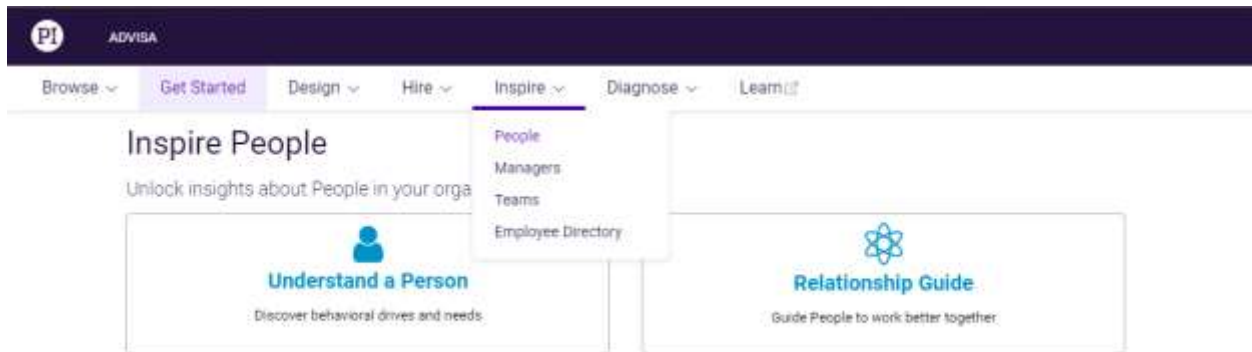 PI ADVISA
Browse Get Started Design Hire Inspire Diagnose Learn
People
Managers
Teams
Employee Directory
Inspire People
Unlock insights about People in your orga
Understand a Person
Discover behavioral drives and needs
Relationship Guide
Guide People to work better together